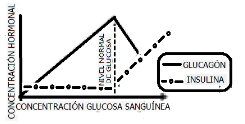 CONCENTRACIÓN HORMONAL
NIVEL NORMAL
DE GLUCOSA
GLUCAGÓN
INSULINA
CONCENTRACIÓN GLUCOSA SANGUÍNEA